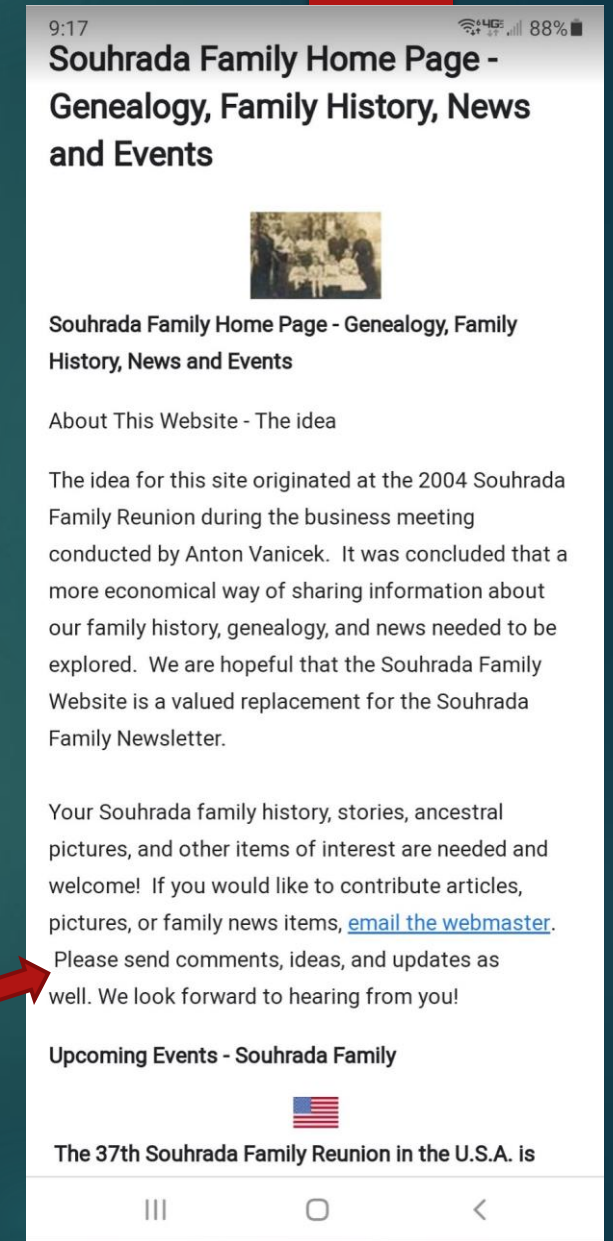 9:17 4G 88%
Souhrada Family Home Page -
Genealogy, Family History, News
and Events
Souhrada Family Home Page - Genealogy, Family
History, News and Events
About This Website - The idea
The idea for this site originated at the 2004 Souhrada
Family Reunion during the business meeting
conducted by Anton Vanicek.  It was concluded that a
more economical way of sharing information about
our family history, genealogy, and news needed to be
explored.  We are hopeful that the Souhrada Family
Website is a valued replacement for the Souhrada
Family Newsletter.
Your Souhrada family history, stories, ancestral
pictures, and other items of interest are needed and
welcome!  If you would like to contribute articles,
pictures, or family news items, email the webmaster.
Please send comments, ideas, and updates as
well. We look forward to hearing from you!
Upcoming Events - Souhrada Family
The 37th Souhrada Family Reunion in the U.S.A. is